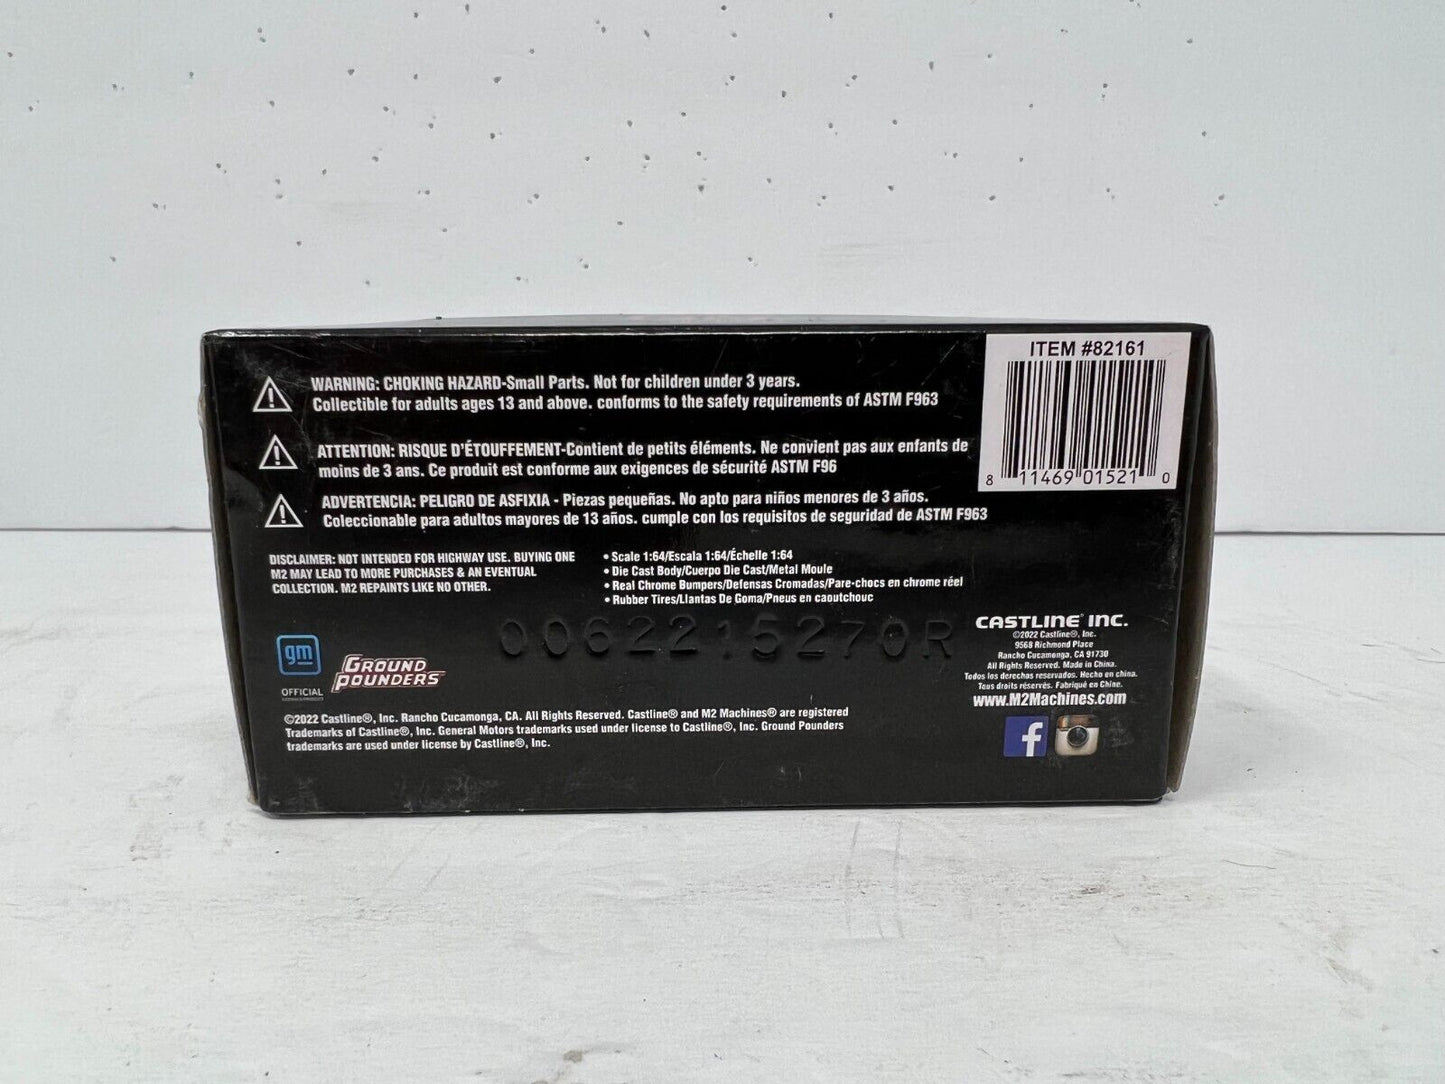 ITEM #82161
8 11469 01521 0
WARNING: CHOKING HAZARD-Small Parts. Not for children under 3 years.
Collectible for adults ages 13 and above. conforms to the safety requirements of ASTM F963
ATTENTION: RISQUE D'ÉTOUFFEMENT-Contient de petits éléments. Ne convient pas aux enfants de
moins de 3 ans. Ce produit est conforme aux exigences de sécurité ASTM F96
ADVERTENCIA: PELIGRO DE ASFIXIA - Piezas pequeñas. No apto para niños menores de 3 años.
Coleccionable para adultos mayores de 13 años. cumple con los requisitos de seguridad de ASTM F963
DISCLAIMER: NOT INTENDED FOR HIGHWAY USE. BUYING ONE
M2 MAY LEAD TO MORE PURCHASES & AN EVENTUAL
COLLECTION. M2 REPAINTS LIKE NO OTHER.
• Scale 1:64/Escala 1:64/Échelle 1:64
• Die Cast Body/Cuerpo Die Cast/Metal Moule
• Real Chrome Bumpers/Defensas Cromadas/Pare-chocs en chrome réel
• Rubber Tires/Llantas De Goma/Pneus en caoutchouc
0062215270R
gm
OFFICIAL
GROUND
POUNDERS
CASTLINE® INC.
©2022 Castline®, Inc.
9568 Richmond Place
Rancho Cucamonga, CA 91730
All Rights Reserved. Made in China.
Todos los derechos reservados. Hecho en china.
Tous droits réservés. Fabriqué en Chine.
www.M2Machines.com
f
©2022 Castline®, Inc. Rancho Cucamonga, CA. All Rights Reserved. Castline® and M2 Machines® are registered
Trademarks of Castline®, Inc. General Motors trademarks used under license to Castline®, Inc. Ground Pounders
trademarks are used under license by Castline®, Inc.